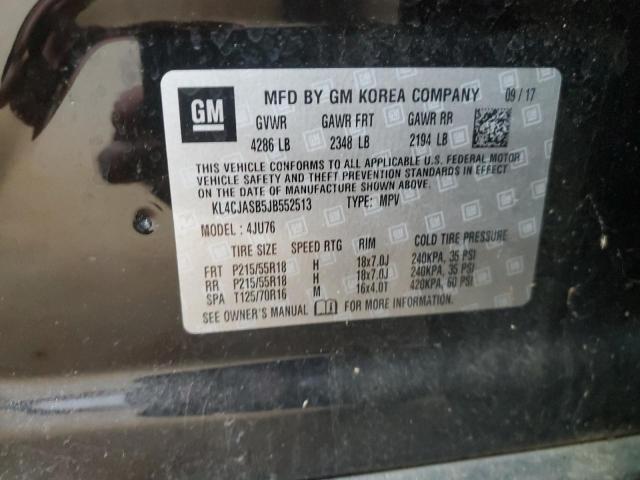 GM
MFD BY GM KOREA COMPANY 09/17
GVWR GAWR FRT GAWR RR
4286 LB 2348 LB 2194 LB
THIS VEHICLE CONFORMS TO ALL APPLICABLE U.S. FEDERAL MOTOR
VEHICLE SAFETY AND THEFT PREVENTION STANDARDS IN EFFECT
ON THE DATE OF MANUFACTURE SHOWN ABOVE.
KL4CJASB5JB552513 TYPE: MPV
MODEL : 4JU76
TIRE SIZE SPEED RTG RIM COLD TIRE PRESSURE
FRT P215/55R18 H 18x7.0J 240KPA, 35 PSI
RR P215/55R18 H 18x7.0J 240KPA, 35 PSI
SPA T125/70R16 M 16x4.0T 420KPA, 60 PSI
SEE OWNER'S MANUAL FOR MORE INFORMATION.